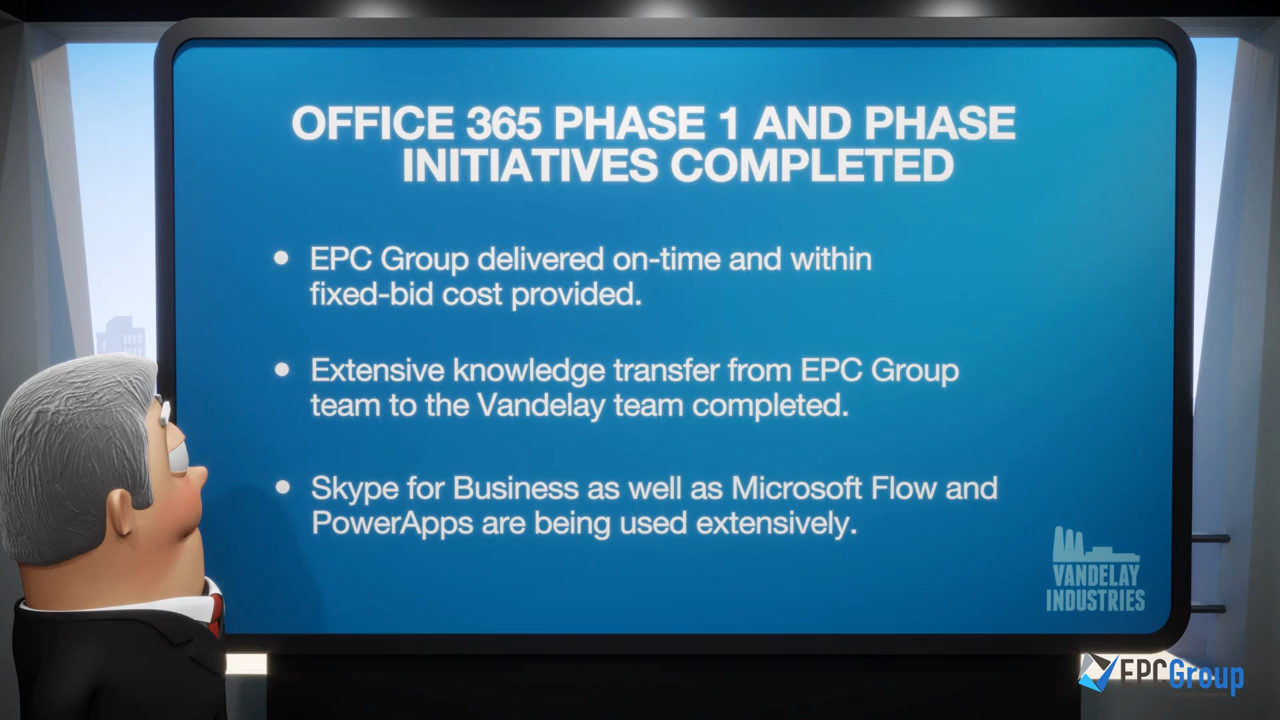 OFFICE 365 PHASE 1 AND PHASE
INITIATIVES COMPLETED
• EPC Group delivered on-time and within
fixed-bid cost provided.
• Extensive knowledge transfer from EPC Group
team to the Vandelay team completed.
• Skype for Business as well as Microsoft Flow and
PowerApps are being used extensively.
VANDELAY
INDUSTRIES
EPCGroup